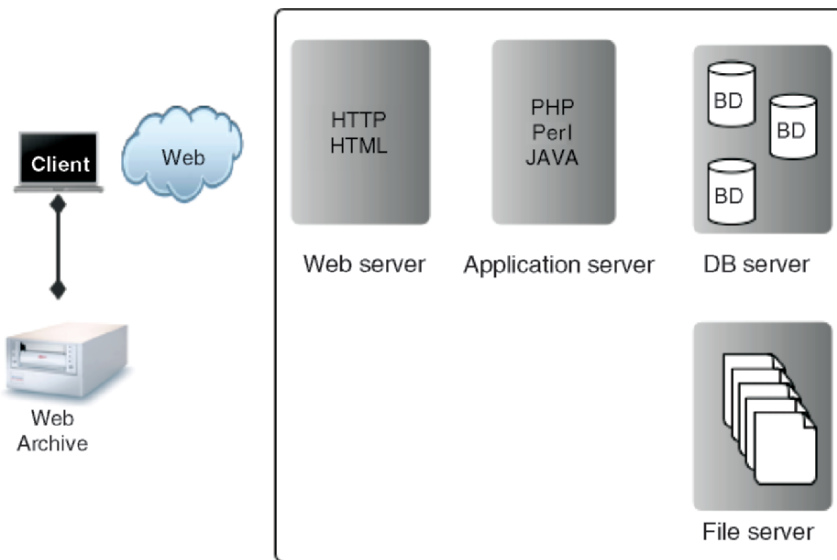 Client
Web
Web
Archive
HTTP
HTML
Web server
PHP
Perl
JAVA
Application server
BD
BD
BD
DB server
File server